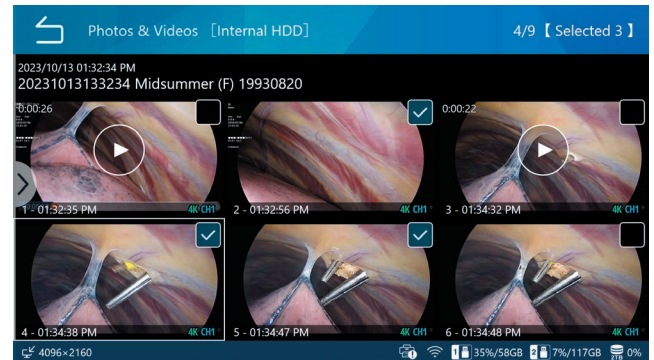 Photos & Videos [Internal HDD] 4/9 【 Selected 3 】
2023/10/13 01:32:34 PM
20231013133234 Midsummer (F) 19930820
0:00:26 0:00:22
1 - 01:32:35 PM 4K CH1 2 - 01:32:56 PM 4K CH1 3 - 01:34:32 PM 4K CH1
4 - 01:34:38 PM 4K CH1 5 - 01:34:47 PM 4K CH1 6 - 01:34:48 PM 4K CH1
4096×2160 1 35%/58GB 2 7%/117GB 2TB 0%